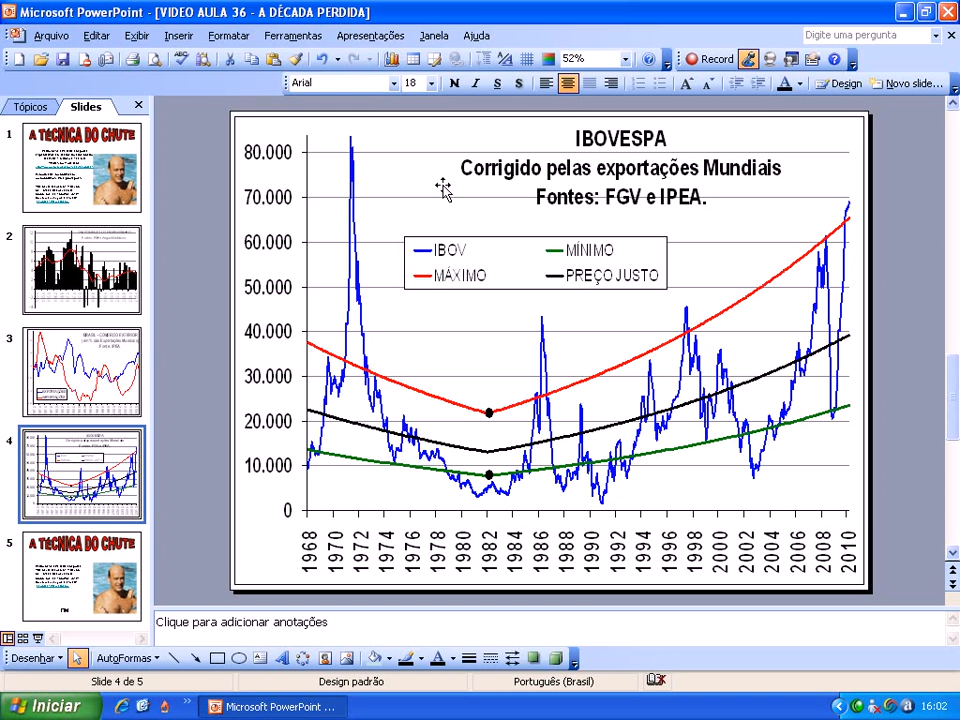 Microsoft PowerPoint - [VIDEO AULA 36 - A DÉCADA PERDIDA]
Arquivo Editar Exibir Inserir Formatar Ferramentas Apresentações Janela Ajuda Digite uma pergunta
52% Record
Arial 18 N I S S A A A Design Novo slide...
Tópicos Slides
1
A TÉCNICA DO CHUTE
2
3
4
5
A TÉCNICA DO CHUTE
IBOVESPA
Corrigido pelas exportações Mundiais
Fontes: FGV e IPEA.
IBOV MÍNIMO
MÁXIMO PREÇO JUSTO
80.000
70.000
60.000
50.000
40.000
30.000
20.000
10.000
0
1968 1970 1972 1974 1976 1978 1980 1982 1984 1986 1988 1990 1992 1994 1996 1998 2000 2002 2004 2006 2008 2010
Clique para adicionar anotações
Desenhar AutoFormas
Slide 4 de 5 Design padrão Português (Brasil)
Iniciar Microsoft PowerPoint ... 16:02